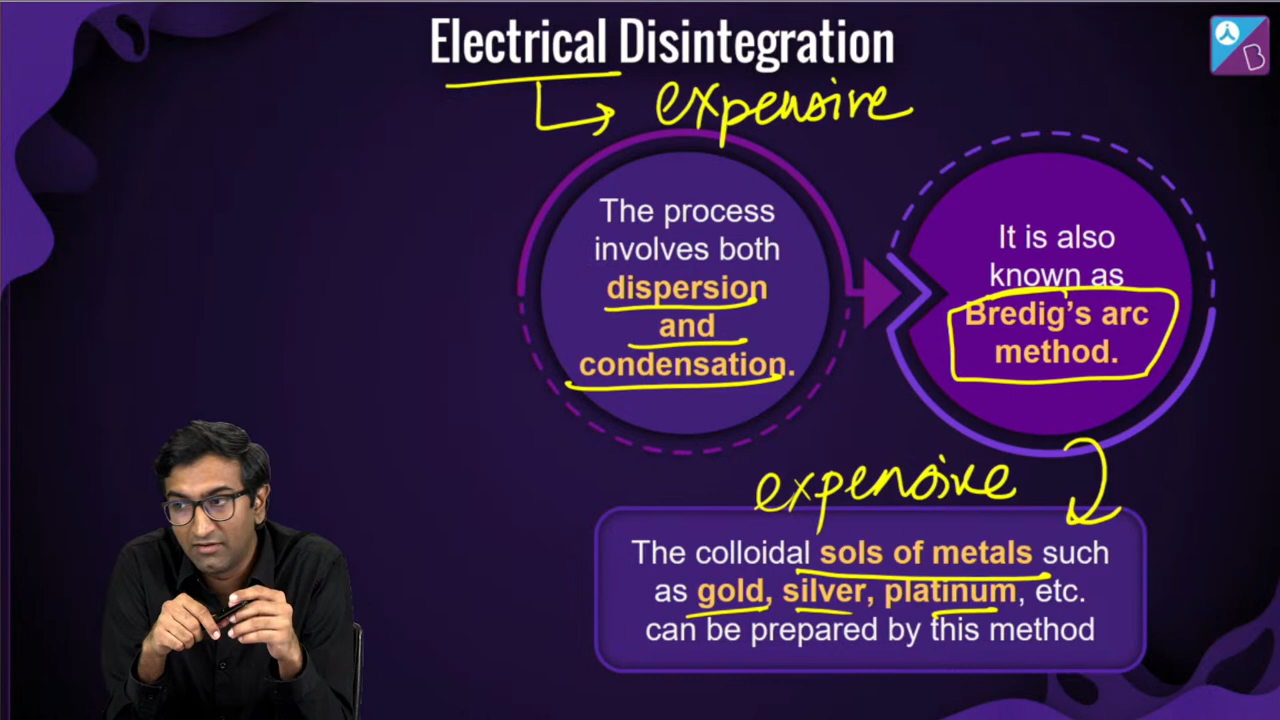 Electrical Disintegration
expensive
The process
involves both
dispersion
and
condensation.
It is also
known as
Bredig's arc
method.
expensive
The colloidal sols of metals such
as gold, silver, platinum, etc.
can be prepared by this method
B